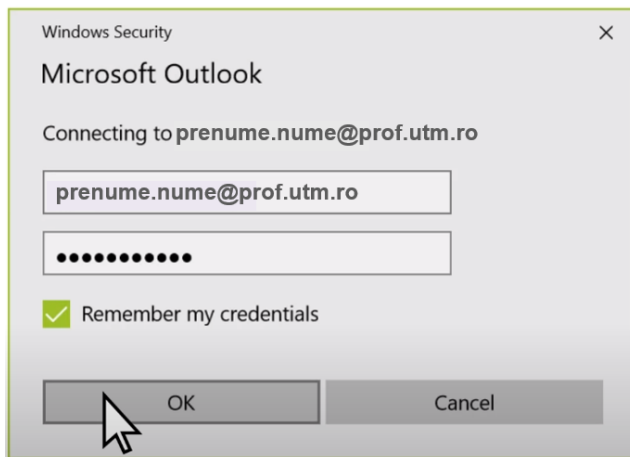 Windows Security
Microsoft Outlook
Connecting to prenume.nume@prof.utm.ro
prenume.nume@prof.utm.ro
●●●●●●●●●●●
Remember my credentials
OK Cancel